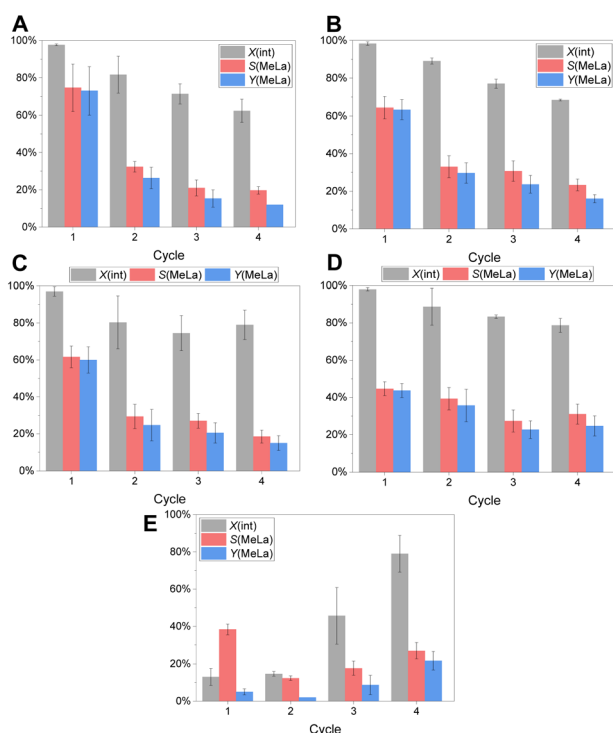 A
100%
80%
60%
40%
20%
0%
X(int)
S(MeLa)
Y(MeLa)
1 2 3 4
Cycle
B
100%
80%
60%
40%
20%
0%
X(int)
S(MeLa)
Y(MeLa)
1 2 3 4
Cycle
C
X(int) S(MeLa) Y(MeLa)
100%
80%
60%
40%
20%
0%
1 2 3 4
Cycle
D
X(int) S(MeLa) Y(MeLa)
100%
80%
60%
40%
20%
0%
1 2 3 4
Cycle
E
100%
80%
60%
40%
20%
0%
X(int)
S(MeLa)
Y(MeLa)
1 2 3 4
Cycle